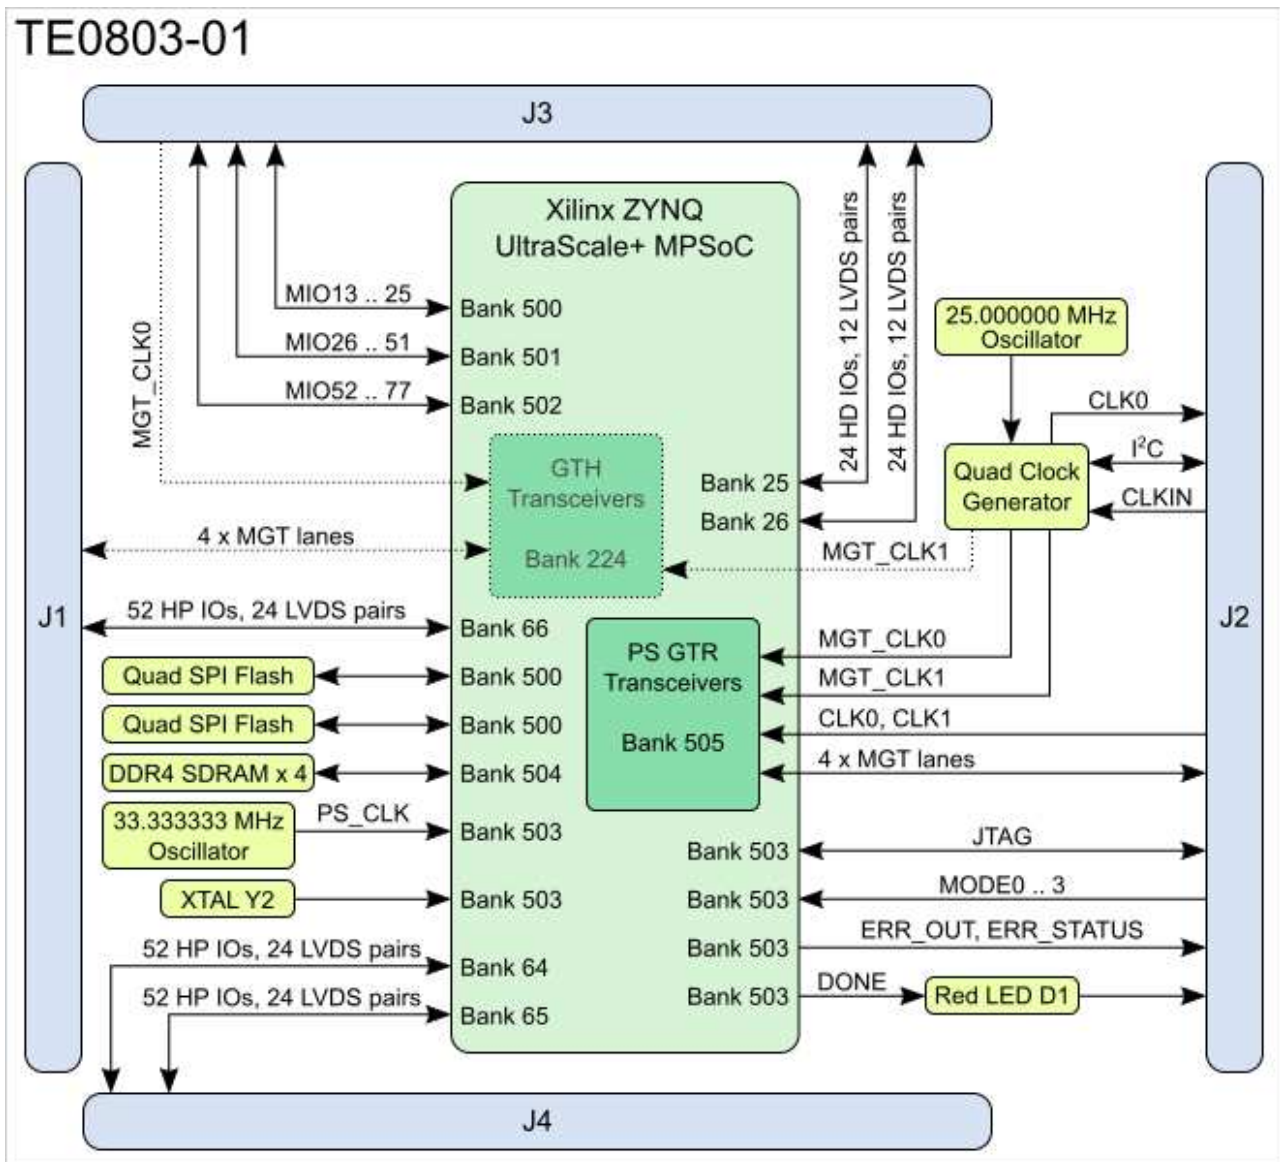 TE0803-01
J3
Xilinx ZYNQ
UltraScale+ MPSoC
MIO13 .. 25
Bank 500
MIO26 .. 51
Bank 501
MIO52 .. 77
Bank 502
MGT_CLK0
24 HD IOs, 12 LVDS pairs
24 HD IOs, 12 LVDS pairs
25.000000 MHz
Oscillator
CLK0
I²C
CLKIN
Quad Clock
Generator
GTH
Transceivers
Bank 224
Bank 25
Bank 26
4 x MGT lanes
MGT_CLK1
J1
52 HP IOs, 24 LVDS pairs
Bank 66
Quad SPI Flash
Bank 500
Quad SPI Flash
Bank 500
DDR4 SDRAM x 4
Bank 504
33.333333 MHz
Oscillator
PS_CLK
Bank 503
XTAL Y2
Bank 503
52 HP IOs, 24 LVDS pairs
Bank 64
52 HP IOs, 24 LVDS pairs
Bank 65
PS GTR
Transceivers
Bank 505
MGT_CLK0
MGT_CLK1
CLK0, CLK1
4 x MGT lanes
J2
Bank 503
JTAG
Bank 503
MODE0 .. 3
Bank 503
ERR_OUT, ERR_STATUS
Bank 503
DONE
Red LED D1
J4